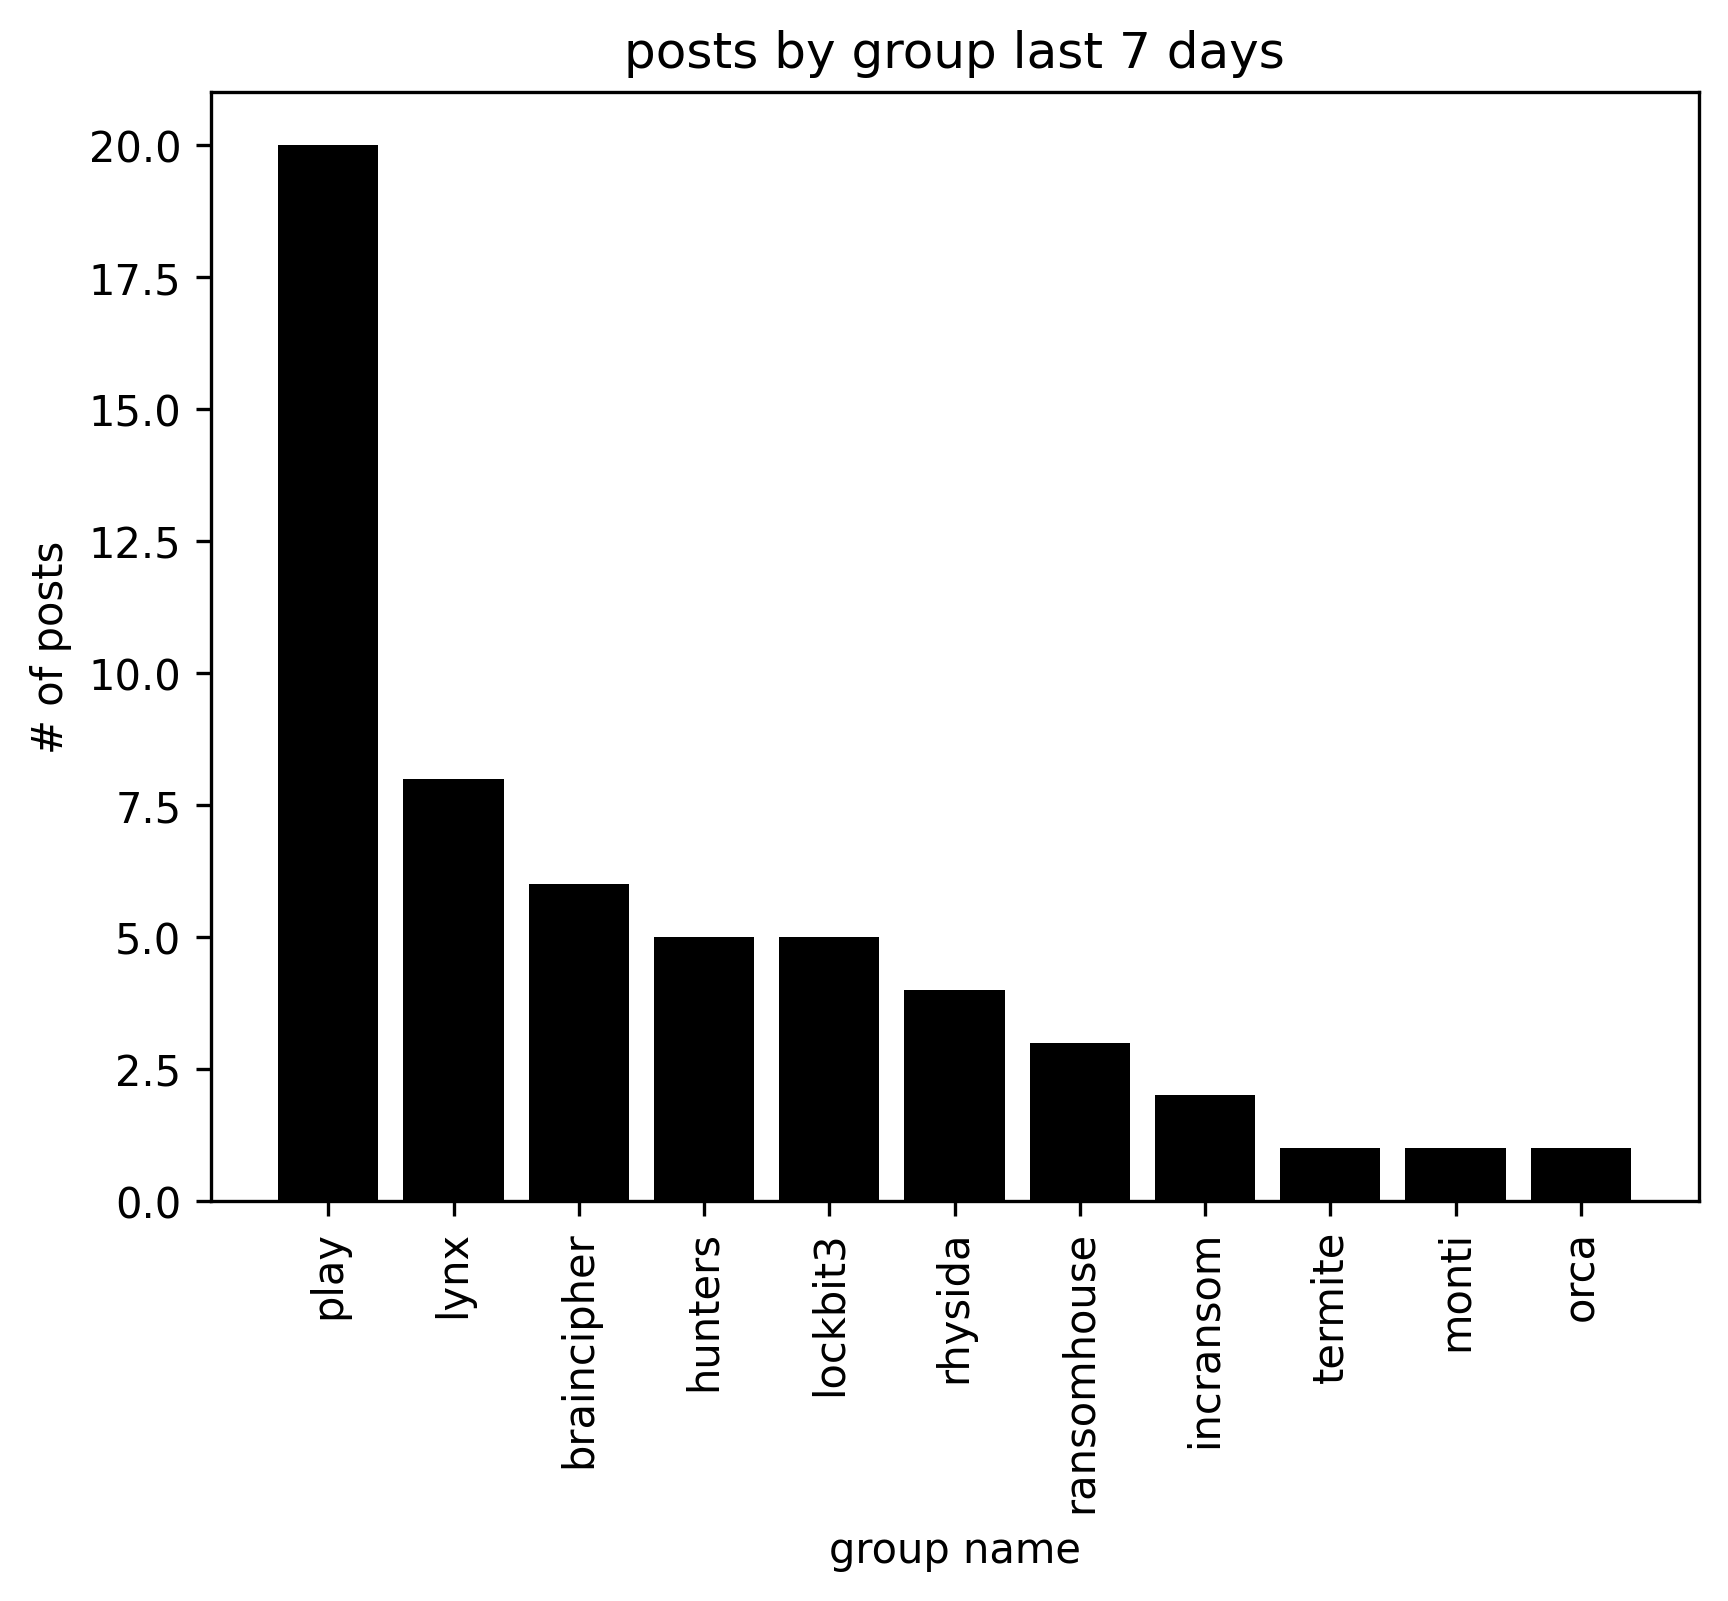 posts by group last 7 days
# of posts
20.0
17.5
15.0
12.5
10.0
7.5
5.0
2.5
0.0
play
lynx
braincipher
hunters
lockbit3
rhysida
ransomhouse
incransom
termite
monti
orca
group name